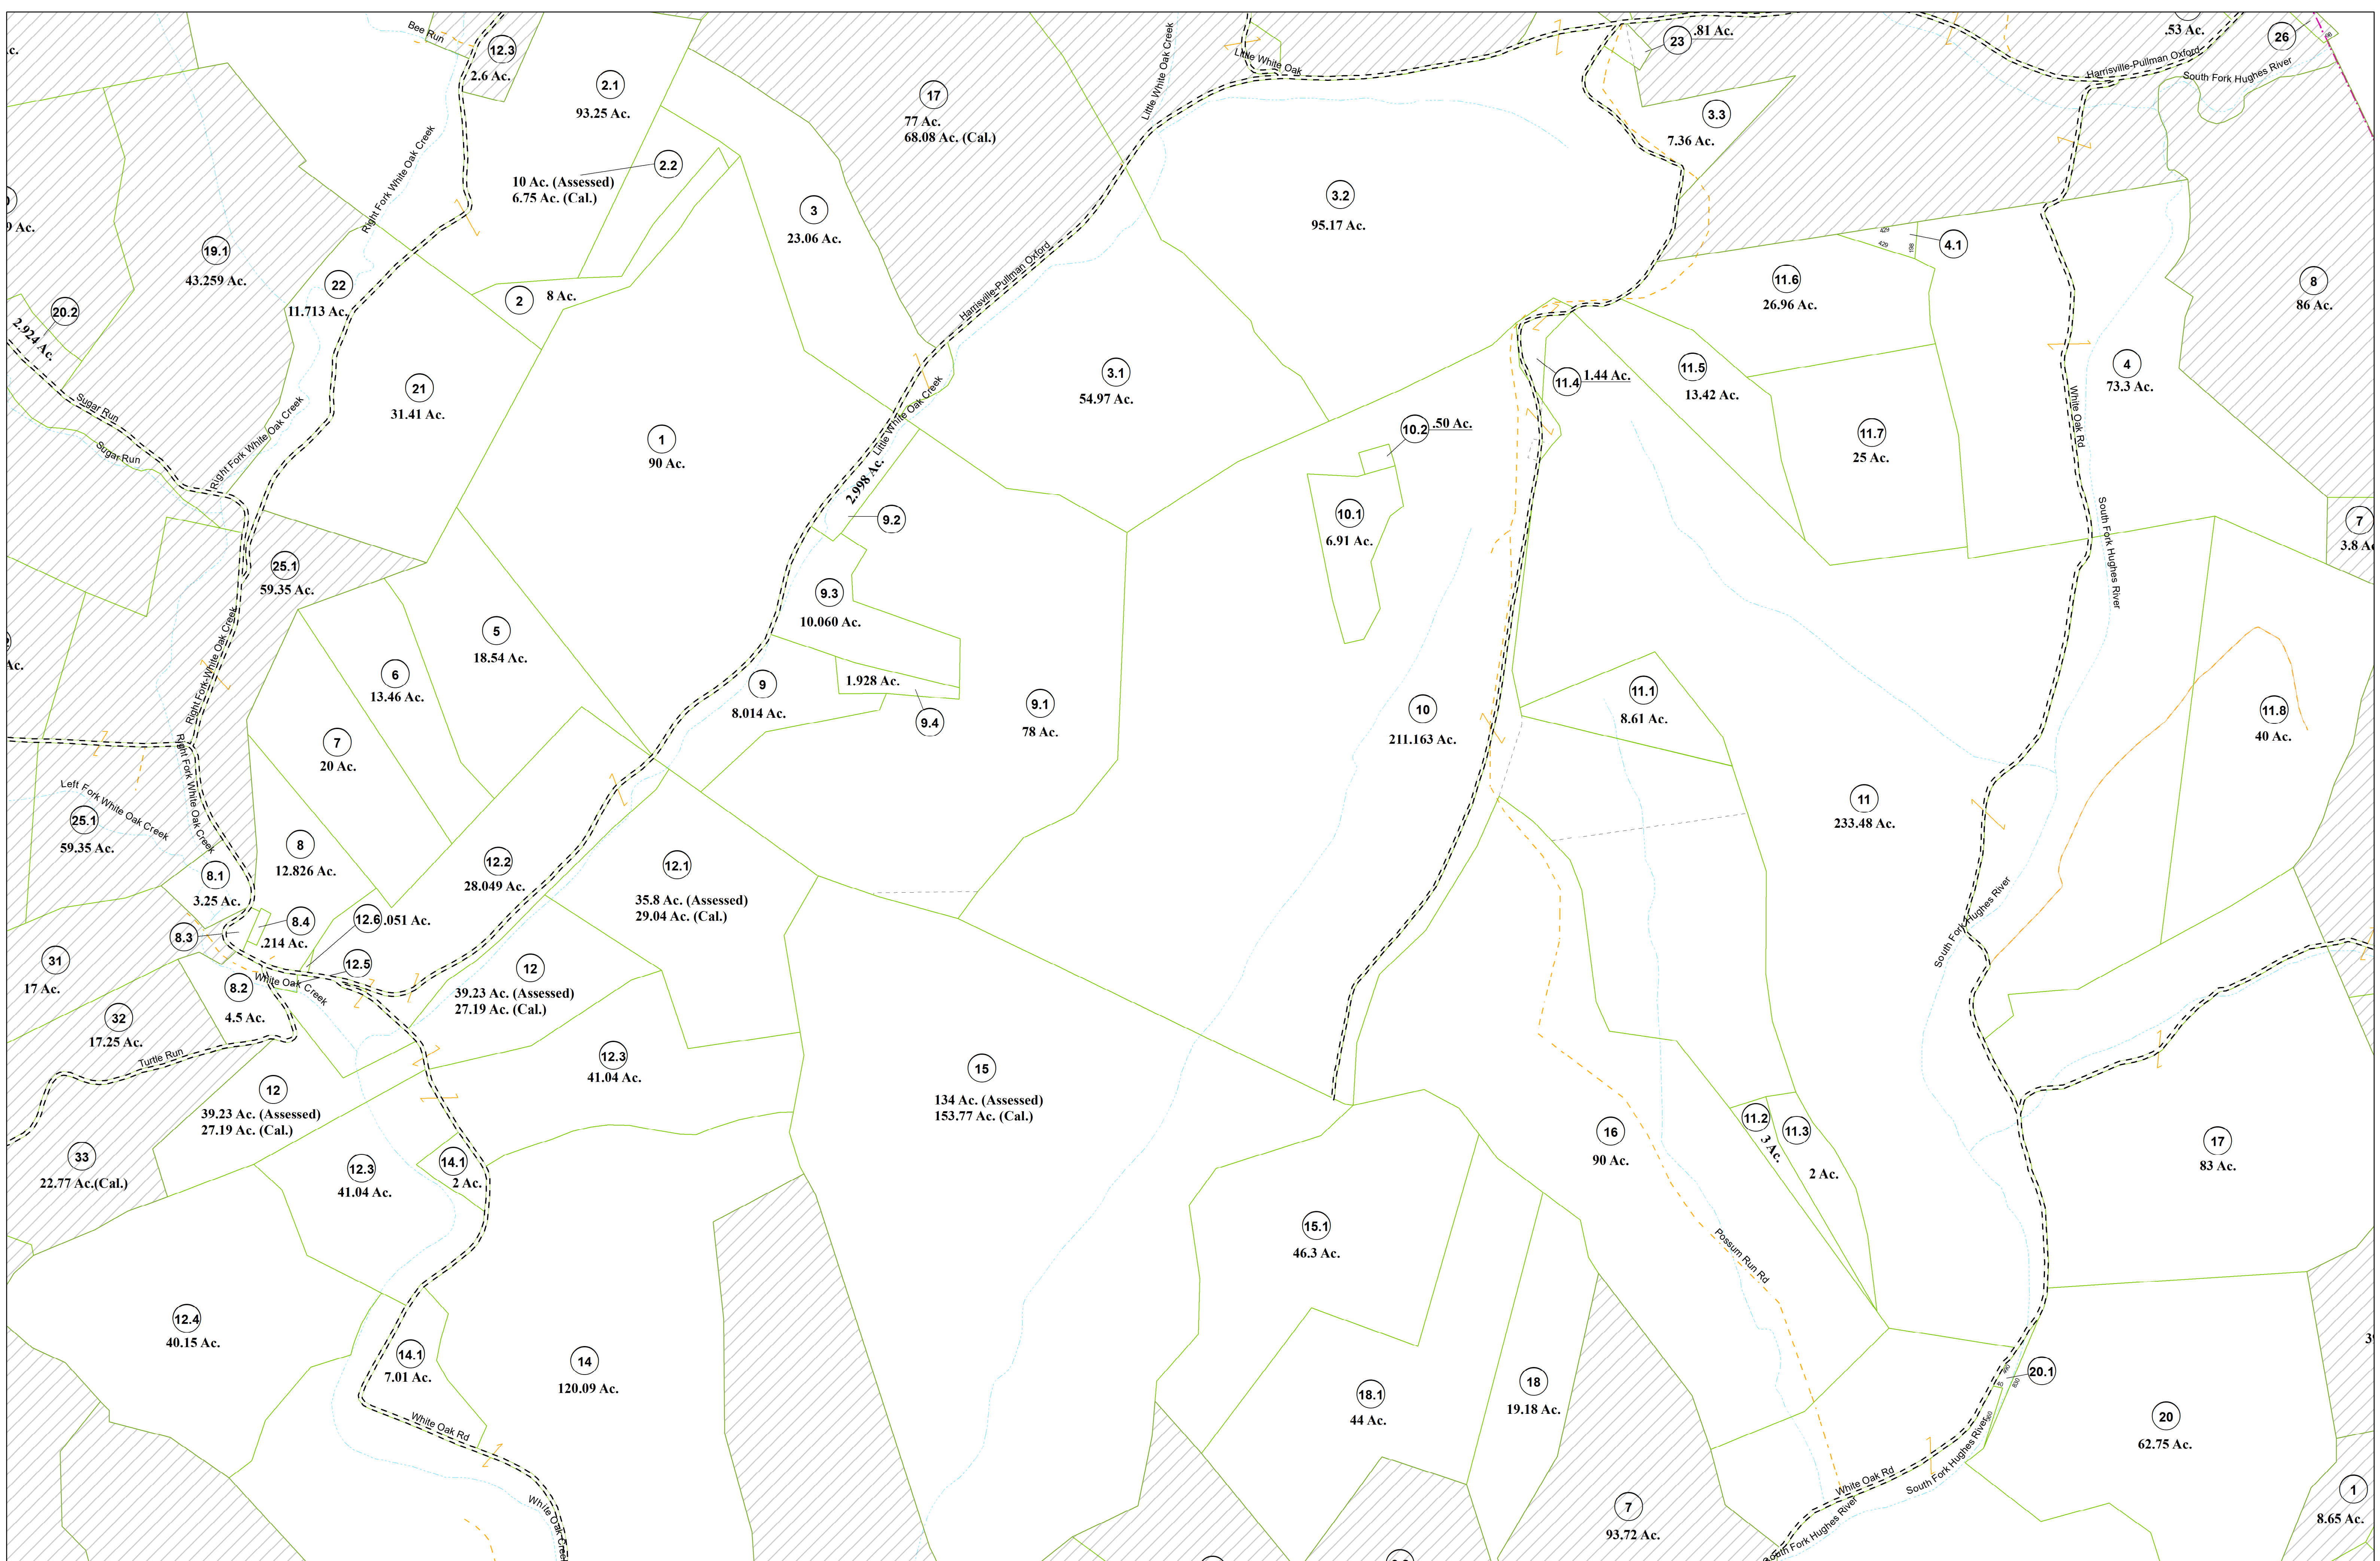 Bee Run
12.3
2.6 Ac.
2.1
93.25 Ac.
17
77 Ac.
68.08 Ac. (Cal.)
Little White Oak Creek
Little White Oak
23
.81 Ac.
.53 Ac.
26
Harrisville-Pullman Oxford
South Fork Hughes River
3.3
7.36 Ac.
Right Fork White Oak Creek
2.2
10 Ac. (Assessed)
6.75 Ac. (Cal.)
3
23.06 Ac.
3.2
95.17 Ac.
429
429
198
4.1
19.1
43.259 Ac.
22
11.713 Ac.
2
8 Ac.
Harrisville-Pullman Oxford
11.6
26.96 Ac.
8
86 Ac.
20.2
2.924 Ac.
21
31.41 Ac.
3.1
54.97 Ac.
11.4
1.44 Ac.
11.5
13.42 Ac.
4
73.3 Ac.
Sugar Run
Sugar Run
Right Fork White Oak Creek
1
90 Ac.
Little White Oak Creek
2.998 Ac.
10.2
.50 Ac.
11.7
25 Ac.
White Oak Rd
9.2
10.1
6.91 Ac.
South Fork Hughes River
7
3.8 Ac
25.1
59.35 Ac.
9.3
10.060 Ac.
5
18.54 Ac.
Right Fork White Oak Creek
6
13.46 Ac.
9
8.014 Ac.
1.928 Ac.
9.4
9.1
78 Ac.
10
211.163 Ac.
11.1
8.61 Ac.
11.8
40 Ac.
7
20 Ac.
Right Fork White Oak Creek
Left Fork White Oak Creek
25.1
59.35 Ac.
11
233.48 Ac.
8
12.826 Ac.
12.2
28.049 Ac.
12.1
35.8 Ac. (Assessed)
29.04 Ac. (Cal.)
8.1
3.25 Ac.
8.3
8.4
.214 Ac.
12.6
.051 Ac.
12.5
South Fork Hughes River
31
17 Ac.
8.2
4.5 Ac.
White Oak Creek
12
39.23 Ac. (Assessed)
27.19 Ac. (Cal.)
32
17.25 Ac.
Turtle Run
12.3
41.04 Ac.
15
134 Ac. (Assessed)
153.77 Ac. (Cal.)
12
39.23 Ac. (Assessed)
27.19 Ac. (Cal.)
11.2
3 Ac.
11.3
2 Ac.
16
90 Ac.
17
83 Ac.
33
22.77 Ac.(Cal.)
12.3
41.04 Ac.
14.1
2 Ac.
15.1
46.3 Ac.
Possum Run Rd
12.4
40.15 Ac.
14.1
7.01 Ac.
14
120.09 Ac.
18.1
44 Ac.
18
19.18 Ac.
20.1
20
62.75 Ac.
White Oak Rd
White Oak Rd
South Fork Hughes River
South Fork Hughes River
White Oak Creek
7
93.72 Ac.
1
8.65 Ac.